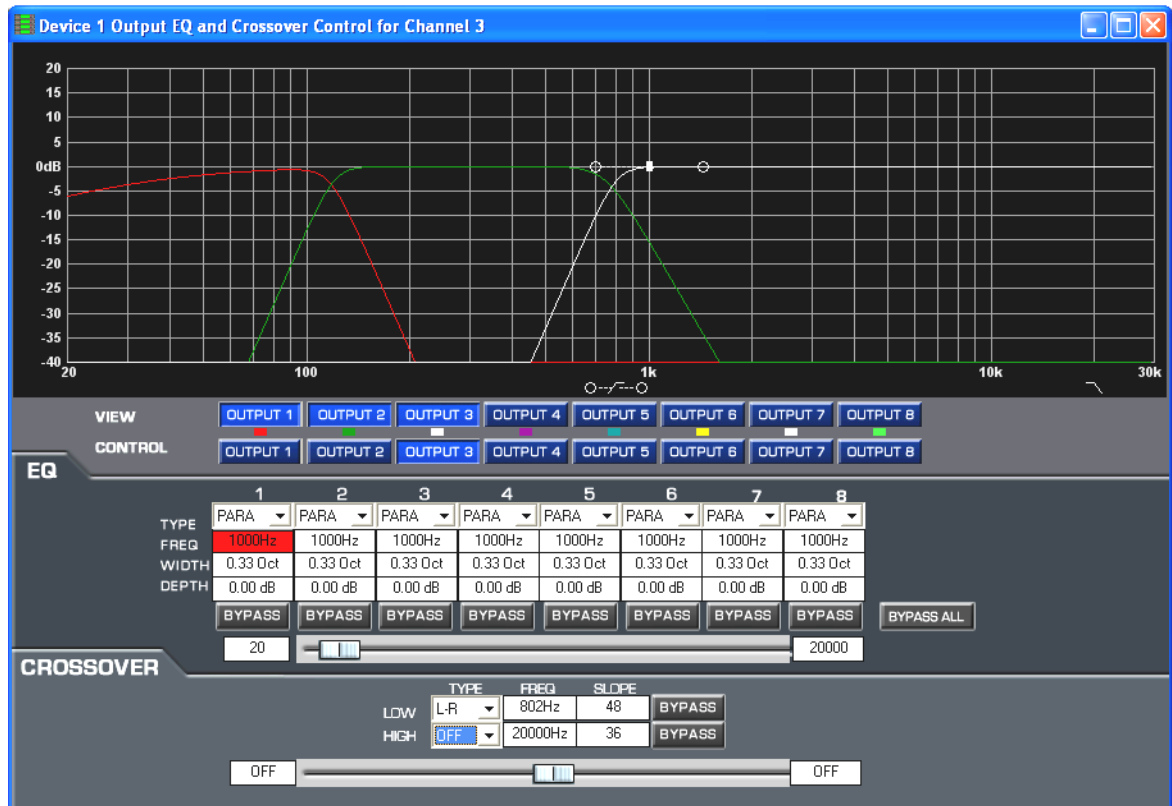 Device 1 Output EQ and Crossover Control for Channel 3
20
15
10
5
0dB
-5
-10
-15
-20
-25
-30
-35
-40
20 100 1k 10k 30k
VIEW OUTPUT 1 OUTPUT 2 OUTPUT 3 OUTPUT 4 OUTPUT 5 OUTPUT 6 OUTPUT 7 OUTPUT 8
CONTROL OUTPUT 1 OUTPUT 2 OUTPUT 3 OUTPUT 4 OUTPUT 5 OUTPUT 6 OUTPUT 7 OUTPUT 8
EQ
1 2 3 4 5 6 7 8
TYPE PARA PARA PARA PARA PARA PARA PARA PARA
FREQ 1000Hz 1000Hz 1000Hz 1000Hz 1000Hz 1000Hz 1000Hz 1000Hz
WIDTH 0.33 Oct 0.33 Oct 0.33 Oct 0.33 Oct 0.33 Oct 0.33 Oct 0.33 Oct 0.33 Oct
DEPTH 0.00 dB 0.00 dB 0.00 dB 0.00 dB 0.00 dB 0.00 dB 0.00 dB 0.00 dB
BYPASS BYPASS BYPASS BYPASS BYPASS BYPASS BYPASS BYPASS BYPASS ALL
20 20000
CROSSOVER
TYPE FREQ SLOPE
LOW L-R 802Hz 48 BYPASS
HIGH OFF 20000Hz 36 BYPASS
OFF OFF